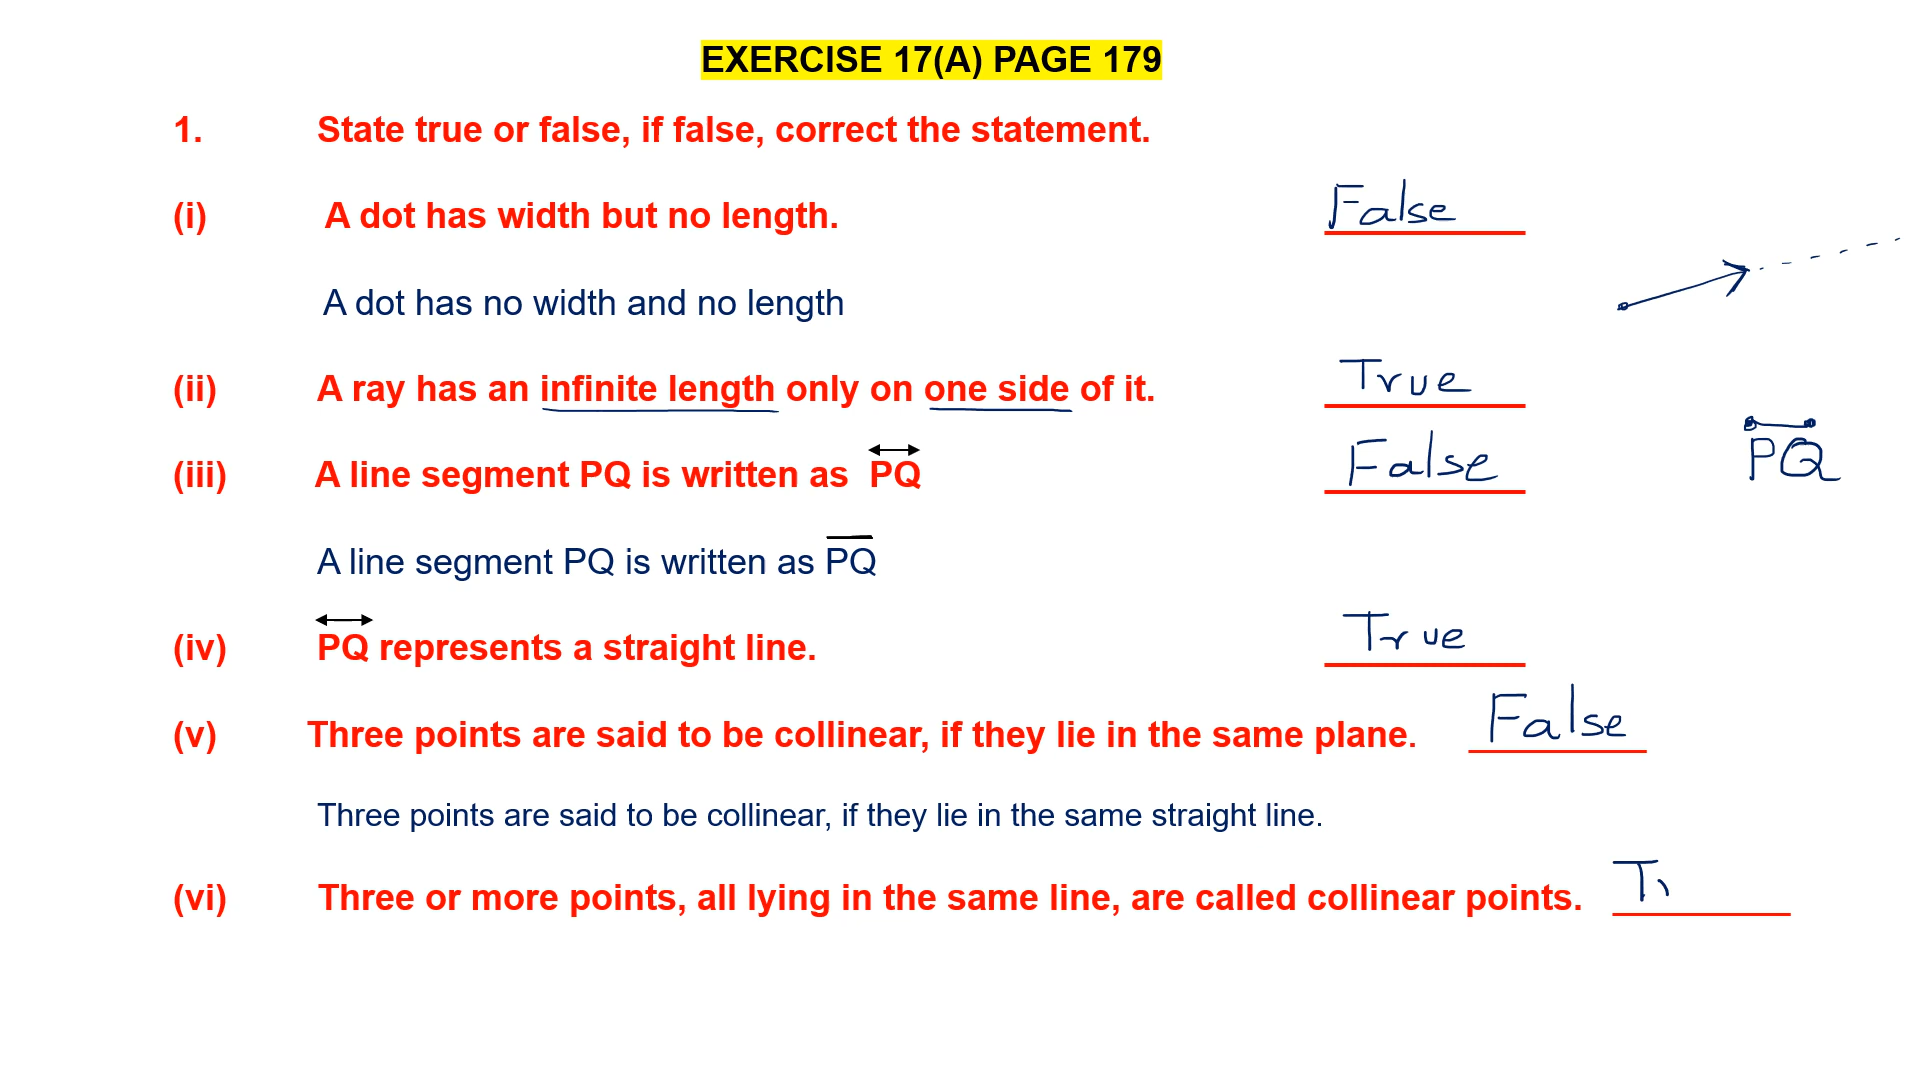 EXERCISE 17(A) PAGE 179
1. State true or false, if false, correct the statement.
(i) A dot has width but no length. False
A dot has no width and no length
(ii) A ray has an infinite length only on one side of it. True
(iii) A line segment PQ is written as PQ False PQ
A line segment PQ is written as PQ
(iv) PQ represents a straight line. True
(v) Three points are said to be collinear, if they lie in the same plane. False
Three points are said to be collinear, if they lie in the same straight line.
(vi) Three or more points, all lying in the same line, are called collinear points.